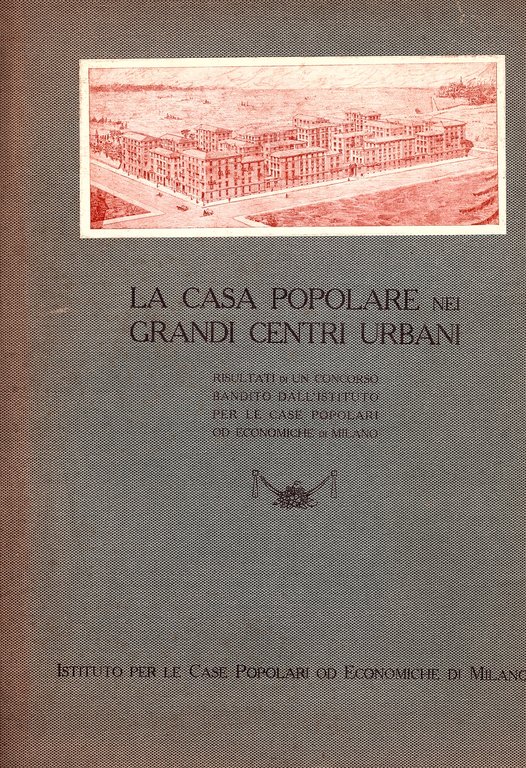 LA CASA POPOLARE NEI
GRANDI CENTRI URBANI
RISULTATI DI UN CONCORSO
BANDITO DALL'ISTITUTO
PER LE CASE POPOLARI
OD ECONOMICHE DI MILANO
ISTITUTO PER LE CASE POPOLARI OD ECONOMICHE DI MILANO